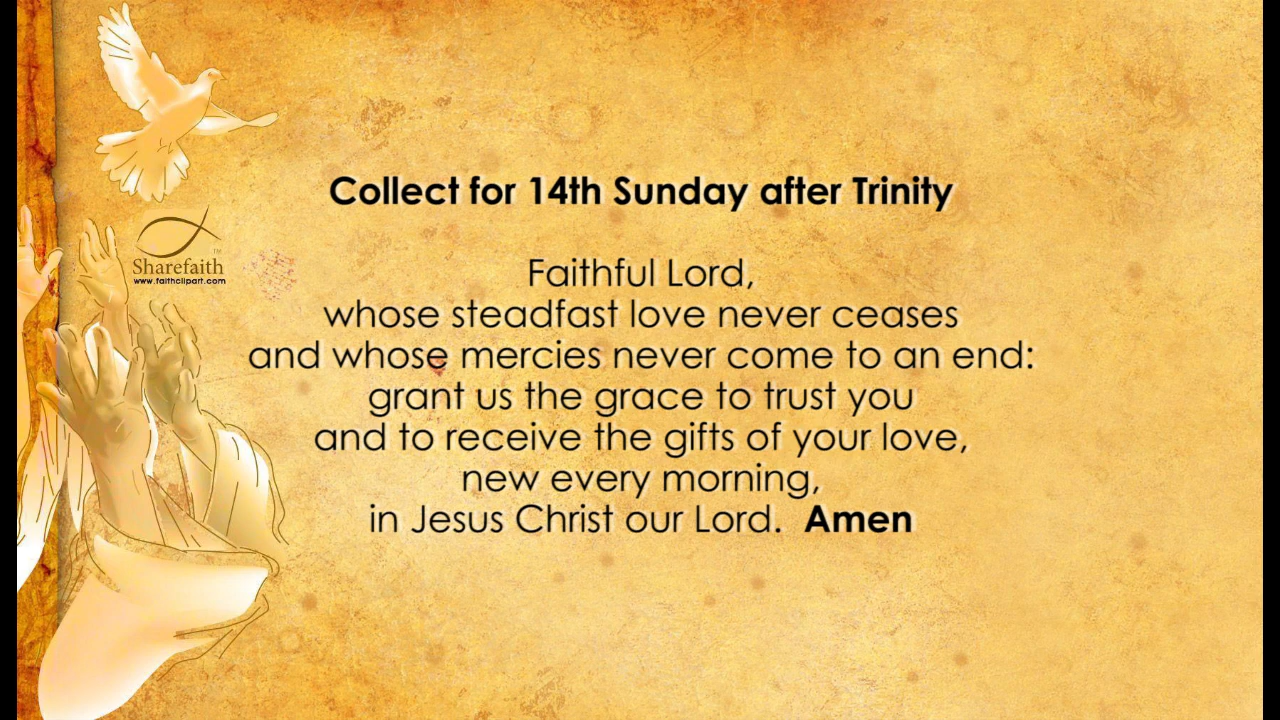 Collect for 14th Sunday after Trinity
Sharefaith
TM
www.faithclipart.com
Faithful Lord,
whose steadfast love never ceases
and whose mercies never come to an end:
grant us the grace to trust you
and to receive the gifts of your love,
new every morning,
in Jesus Christ our Lord. Amen